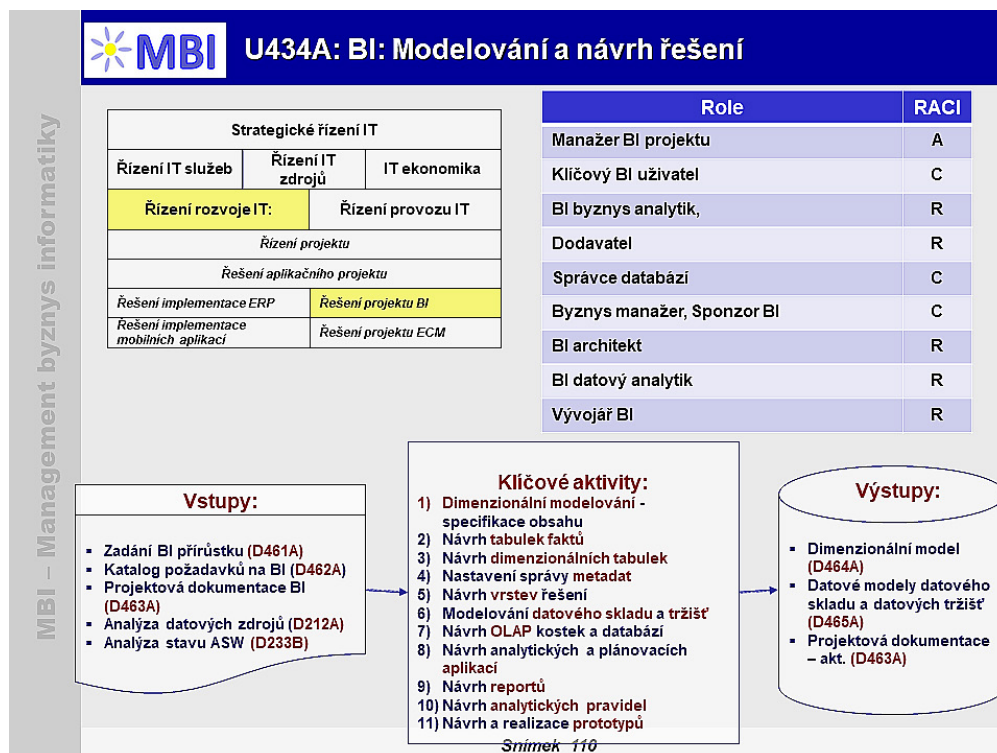 MBI
U434A: BI: Modelování a návrh řešení
MBI – Management byznys informatiky
Strategické řízení IT
Řízení IT služeb
Řízení IT
zdrojů
IT ekonomika
Řízení rozvoje IT:
Řízení provozu IT
Řízení projektu
Řešení aplikačního projektu
Řešení implementace ERP
Řešení projektu BI
Řešení implementace
mobilních aplikací
Řešení projektu ECM
Role RACI
Manažer BI projektu A
Klíčový BI uživatel C
BI byznys analytik, R
Dodavatel R
Správce databází C
Byznys manažer, Sponzor BI C
BI architekt R
BI datový analytik R
Vývojář BI R
Vstupy:
▪ Zadání BI přírůstku (D461A)
▪ Katalog požadavků na BI (D462A)
▪ Projektová dokumentace BI
(D463A)
▪ Analýza datových zdrojů (D212A)
▪ Analýza stavu ASW (D233B)
Klíčové aktivity:
1) Dimenzionální modelování -
specifikace obsahu
2) Návrh tabulek faktů
3) Návrh dimenzionálních tabulek
4) Nastavení správy metadat
5) Návrh vrstev řešení
6) Modelování datového skladu a tržišť
7) Návrh OLAP kostek a databází
8) Návrh analytických a plánovacích
aplikací
9) Návrh reportů
10) Návrh analytických pravidel
11) Návrh a realizace prototypů
Výstupy:
▪ Dimenzionální model
(D464A)
▪ Datové modely datového
skladu a datových tržišť
(D465A)
▪ Projektová dokumentace
– akt. (D463A)
Snímek 110